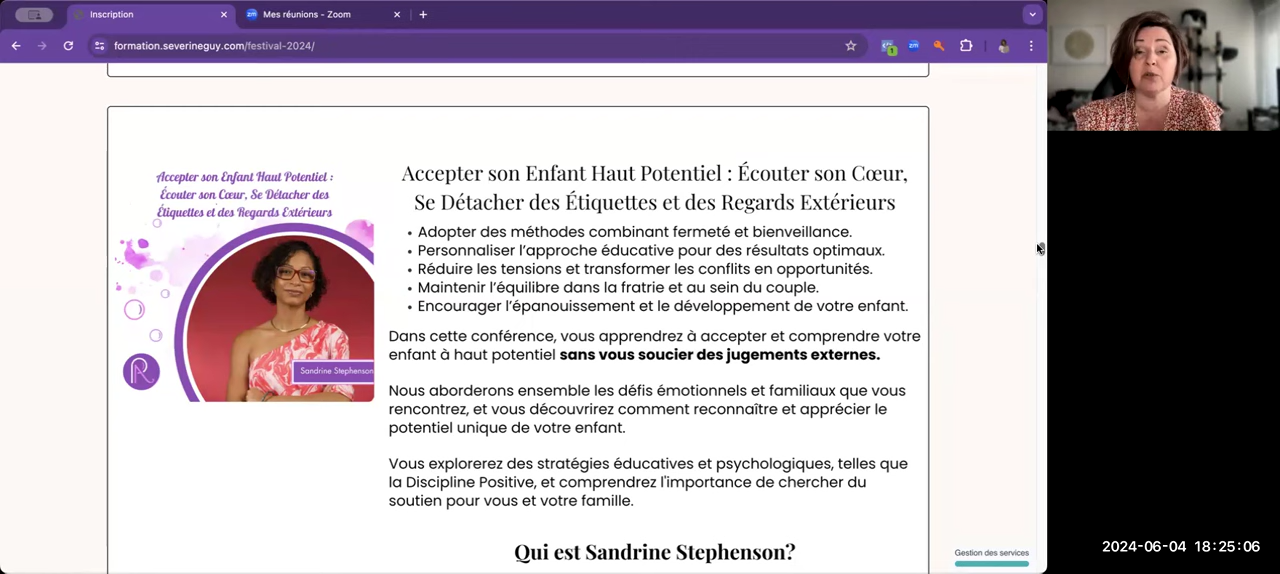 Inscription
zm
Mes réunions - Zoom
formation.severineguy.com/festival-2024/
zm
1
Accepter son Enfant Haut Potentiel :
Écouter son Cœur, Se Détacher des
Étiquettes et des Regards Extérieurs
R
Sandrine Stephenson
Accepter son Enfant Haut Potentiel : Écouter son Cœur,
Se Détacher des Étiquettes et des Regards Extérieurs
• Adopter des méthodes combinant fermeté et bienveillance.
• Personnaliser l’approche éducative pour des résultats optimaux.
• Réduire les tensions et transformer les conflits en opportunités.
• Maintenir l’équilibre dans la fratrie et au sein du couple.
• Encourager l’épanouissement et le développement de votre enfant.
Dans cette conférence, vous apprendrez à accepter et comprendre votre
enfant à haut potentiel sans vous soucier des jugements externes.
Nous aborderons ensemble les défis émotionnels et familiaux que vous
rencontrez, et vous découvrirez comment reconnaître et apprécier le
potentiel unique de votre enfant.
Vous explorerez des stratégies éducatives et psychologiques, telles que
la Discipline Positive, et comprendrez l'importance de chercher du
soutien pour vous et votre famille.
Qui est Sandrine Stephenson?
Gestion des services
2024-06-04 18:25:06